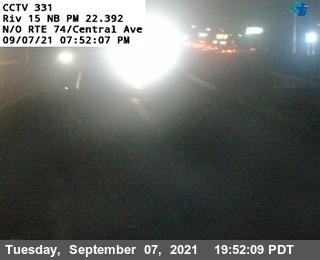 CCTV 331
Riv 15 NB PM 22.392
N/O RTE 74/Central Ave
09/07/21 07:52:07 PM
Tuesday, September 07, 2021 19:52:09 PDT